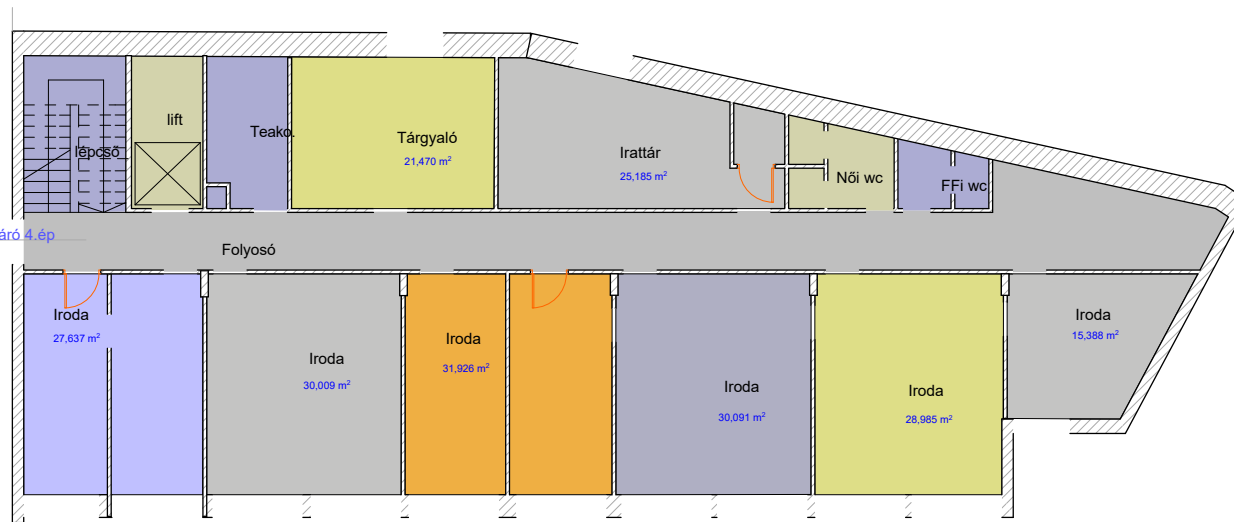 lift
Teako.
lépcső
Tárgyaló
21,470 m²
Irattár
25,185 m²
Női wc
FFi wc
áró 4.ép
Folyosó
Iroda
27,637 m²
Iroda
30,009 m²
Iroda
31,926 m²
Iroda
30,091 m²
Iroda
28,985 m²
Iroda
15,388 m²